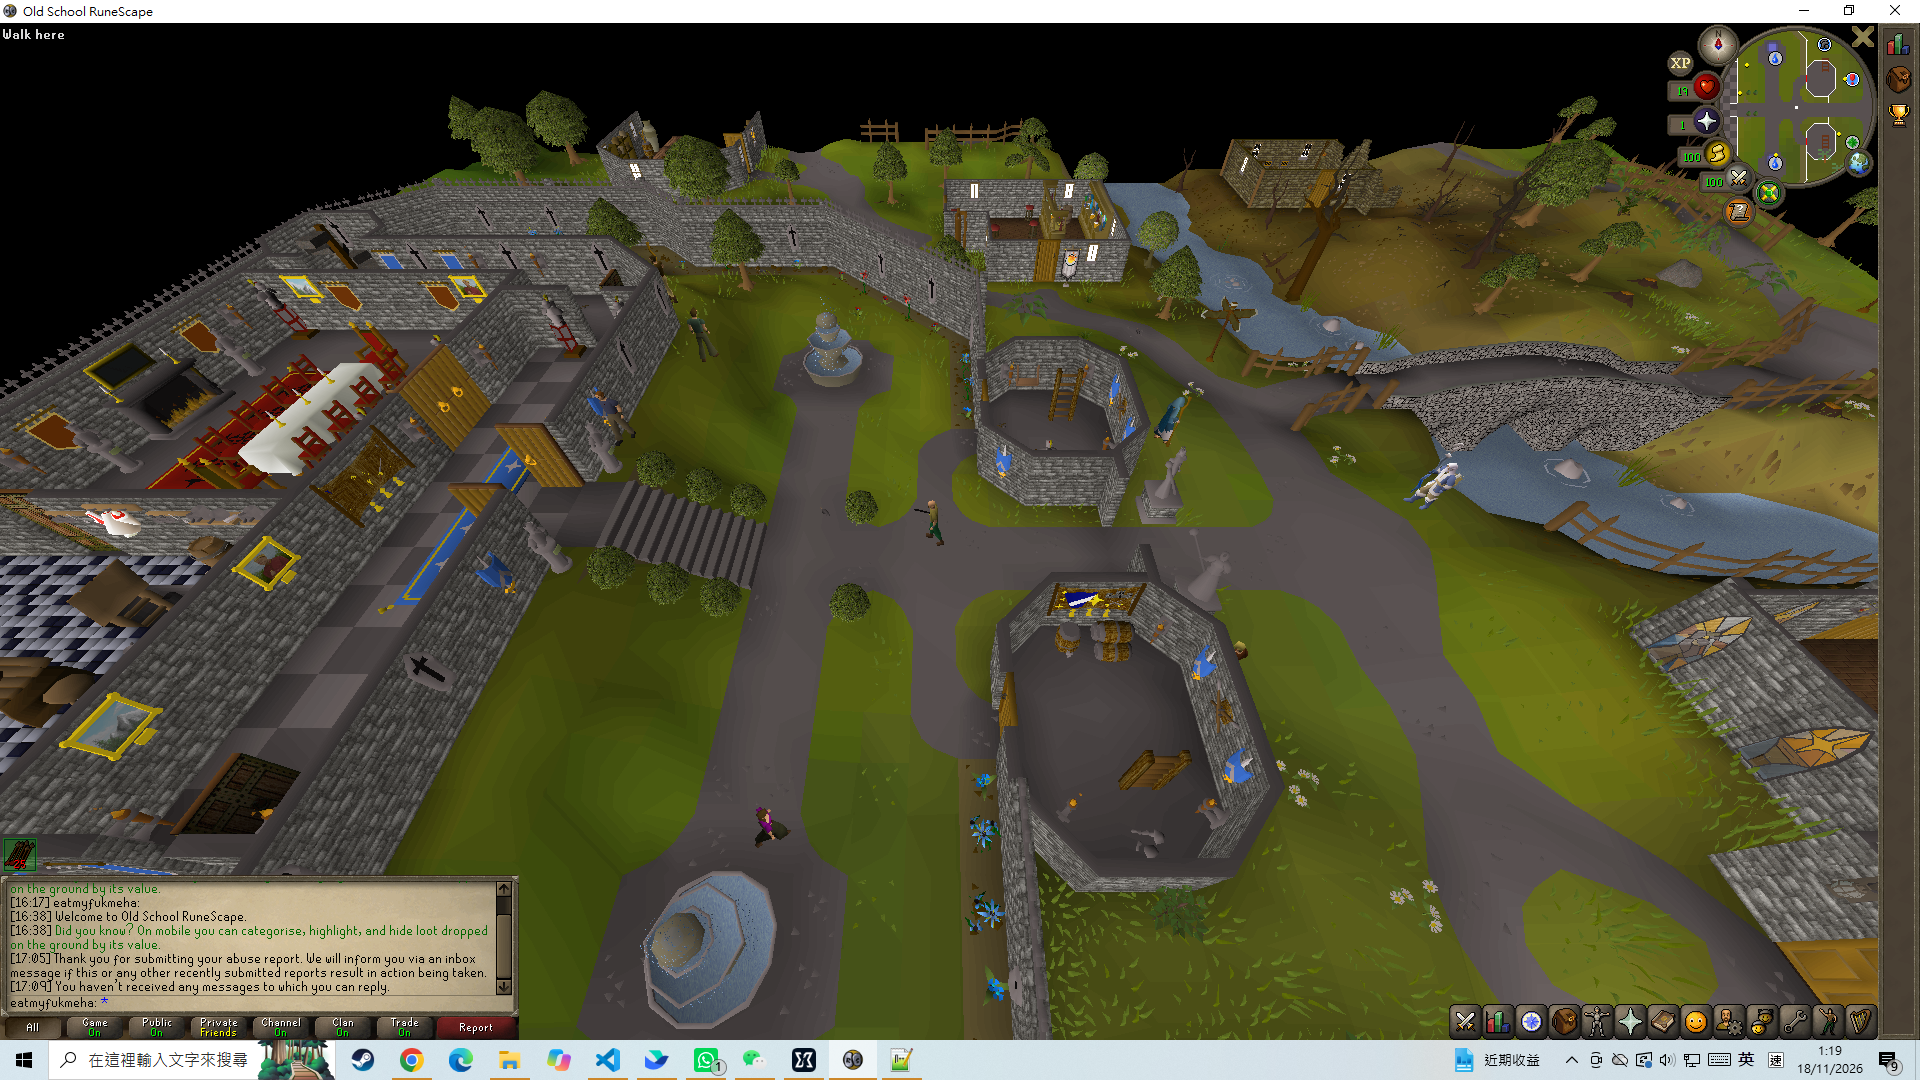 Old School RuneScape
Walk here
N
XP
19
1
100
100
25
on the ground by its value.
[16:17] eatmyfukmeha:
[16:38] Welcome to Old School RuneScape.
[16:38] Did you know? On mobile you can categorise, highlight, and hide loot dropped
on the ground by its value.
[17:05] Thank you for submitting your abuse report. We will inform you via an inbox
message if this or any other recently submitted reports result in action being taken.
[17:09] You haven't received any messages to which you can reply.
eatmyfukmeha: *
All
Game
On
Public
On
Private
Friends
Channel
On
Clan
On
Trade
On
Report
在這裡輸入文字來搜尋
1
近期收益
英
速
1:19
18/11/2026
9